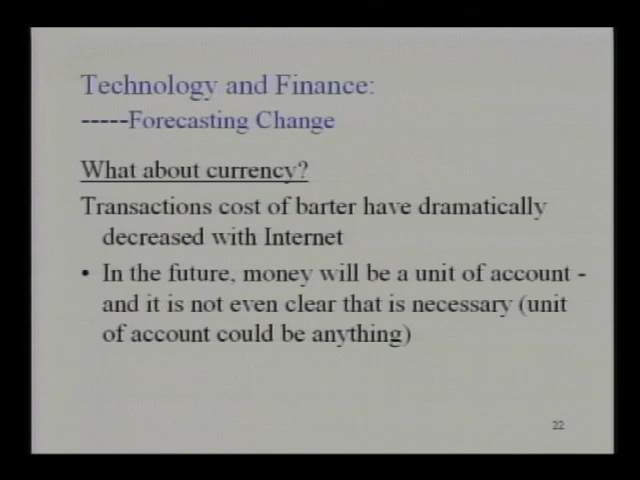 Technology and Finance:
-----Forecasting Change
What about currency?
Transactions cost of barter have dramatically
decreased with Internet
• In the future, money will be a unit of account -
and it is not even clear that is necessary (unit
of account could be anything)
22